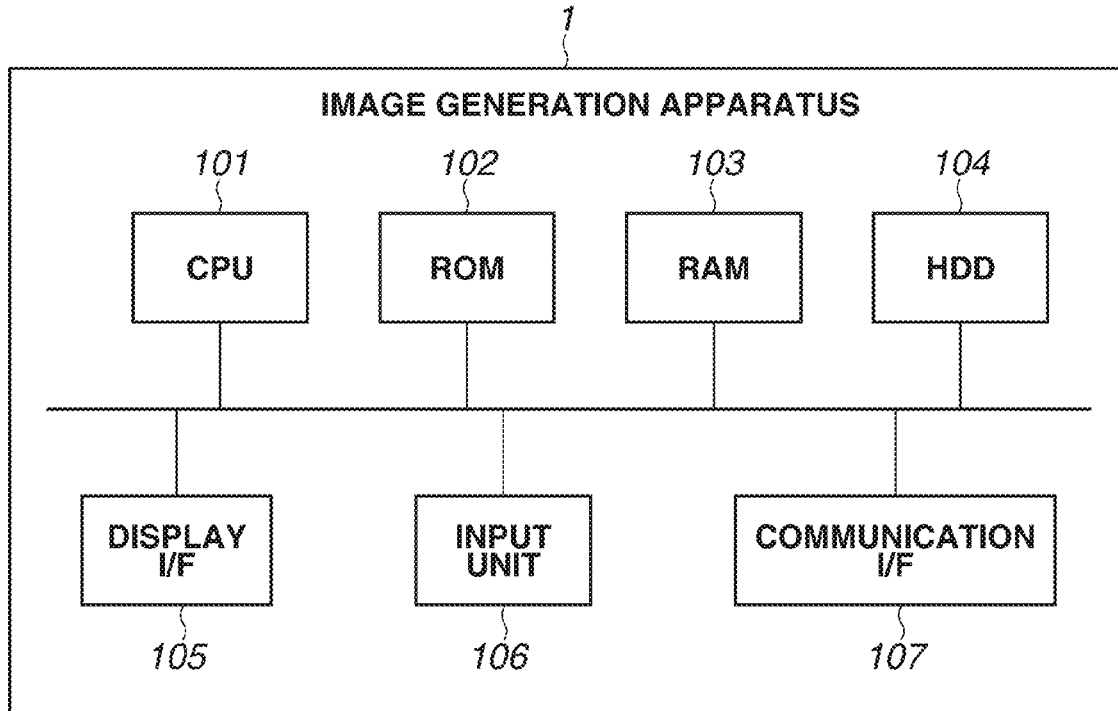 1
IMAGE GENERATION APPARATUS
101 102 103 104
CPU ROM RAM HDD
DISPLAY
I/F
INPUT
UNIT
COMMUNICATION
I/F
105 106 107